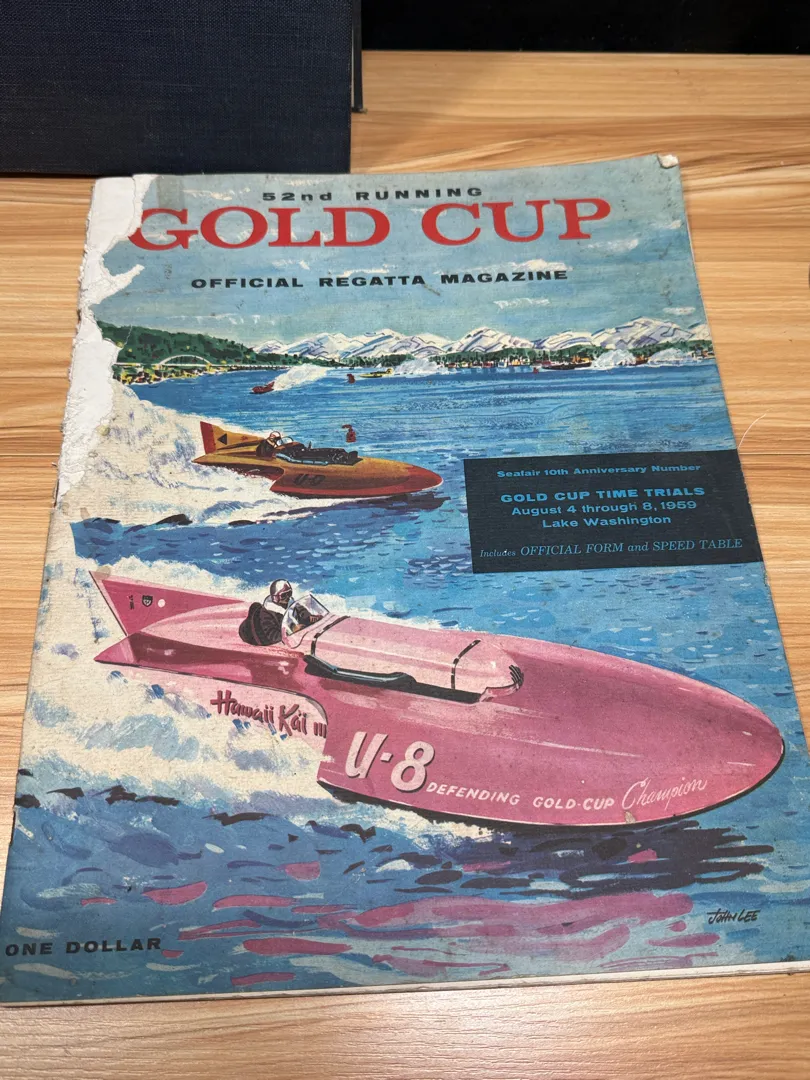 52nd RUNNING
GOLD CUP
OFFICIAL REGATTA MAGAZINE
Seafair 10th Anniversary Number
GOLD CUP TIME TRIALS
August 4 through 8, 1959
Lake Washington
Includes OFFICIAL FORM and SPEED TABLE
U-9
Hawaii Ka'i III
U-8
DEFENDING GOLD-CUP Champion
JOHN LEE
ONE DOLLAR